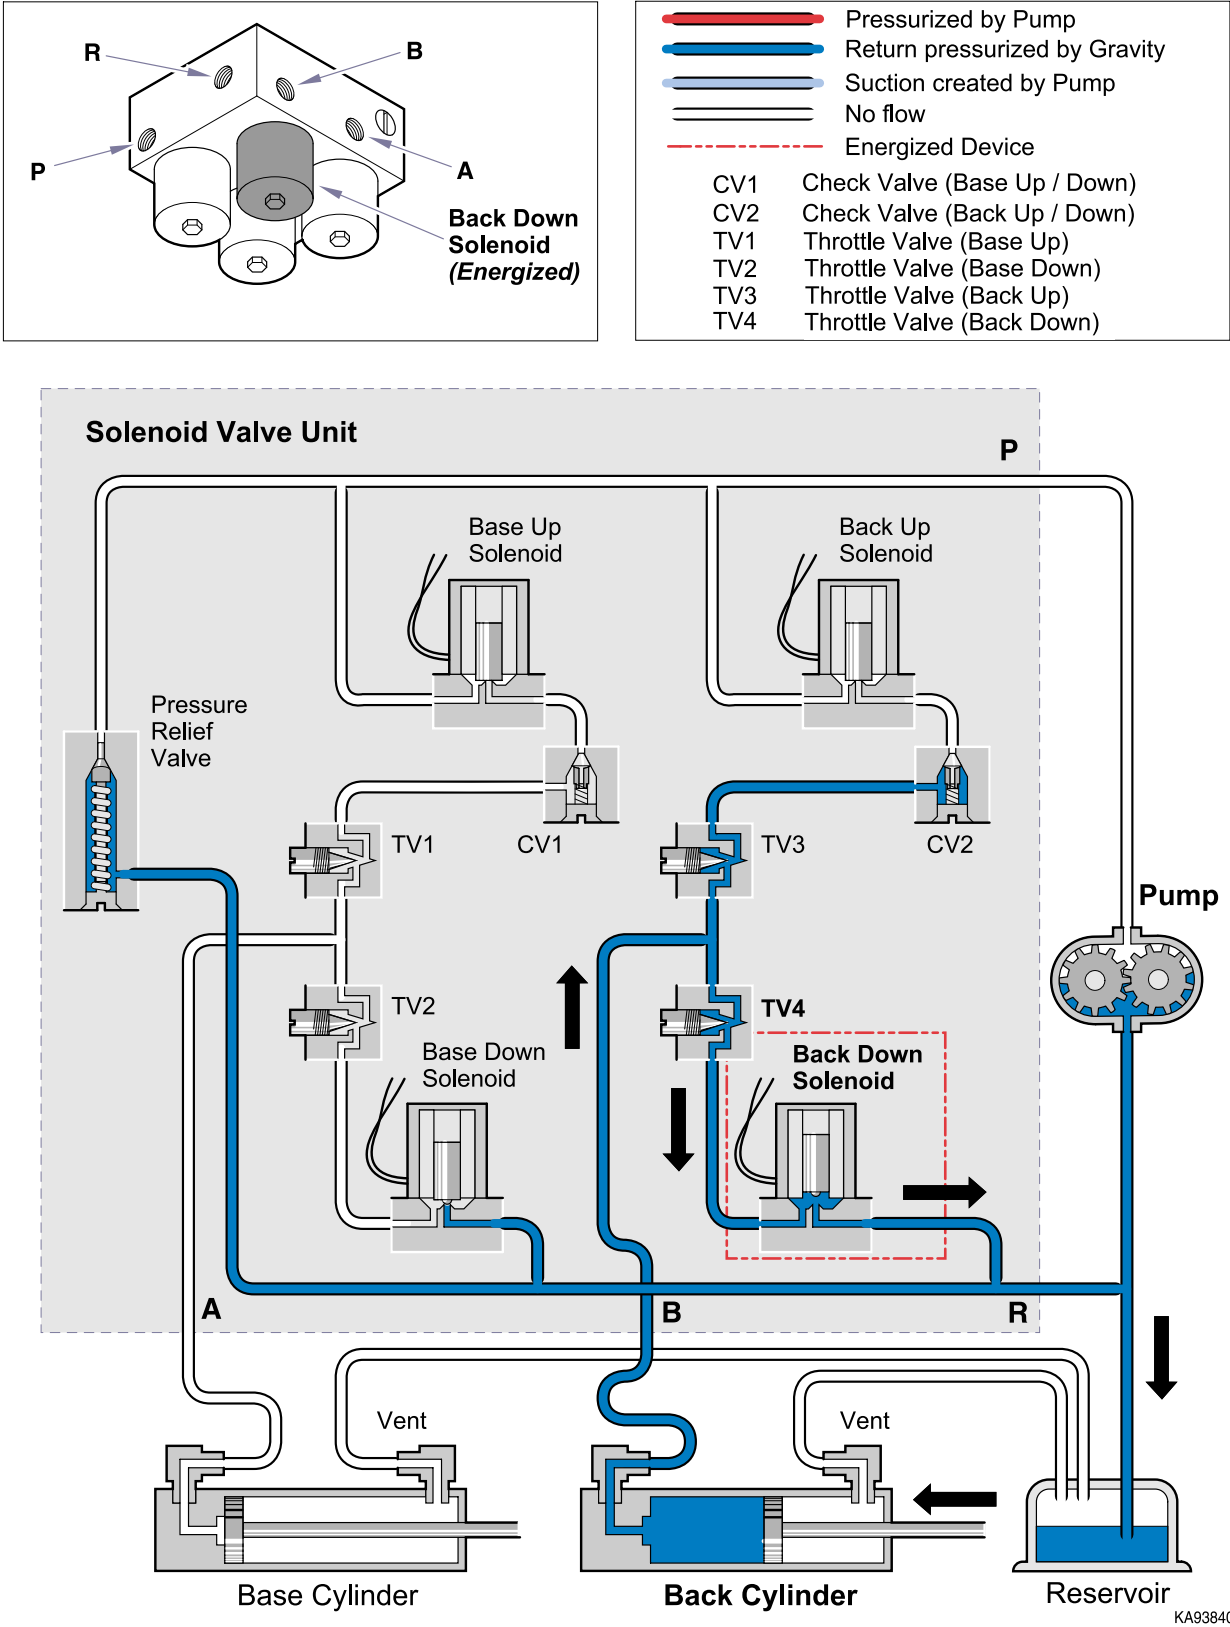 R
B
P
A
Back Down
Solenoid
(Energized)
Pressurized by Pump
Return pressurized by Gravity
Suction created by Pump
No flow
Energized Device
CV1 Check Valve (Base Up / Down)
CV2 Check Valve (Back Up / Down)
TV1 Throttle Valve (Base Up)
TV2 Throttle Valve (Base Down)
TV3 Throttle Valve (Back Up)
TV4 Throttle Valve (Back Down)
Solenoid Valve Unit
P
Base Up
Solenoid
Back Up
Solenoid
Pressure
Relief
Valve
TV1
CV1
TV3
CV2
Pump
TV2
TV4
Base Down
Solenoid
Back Down
Solenoid
A
B
R
Vent
Vent
Base Cylinder
Back Cylinder
Reservoir
KA93840